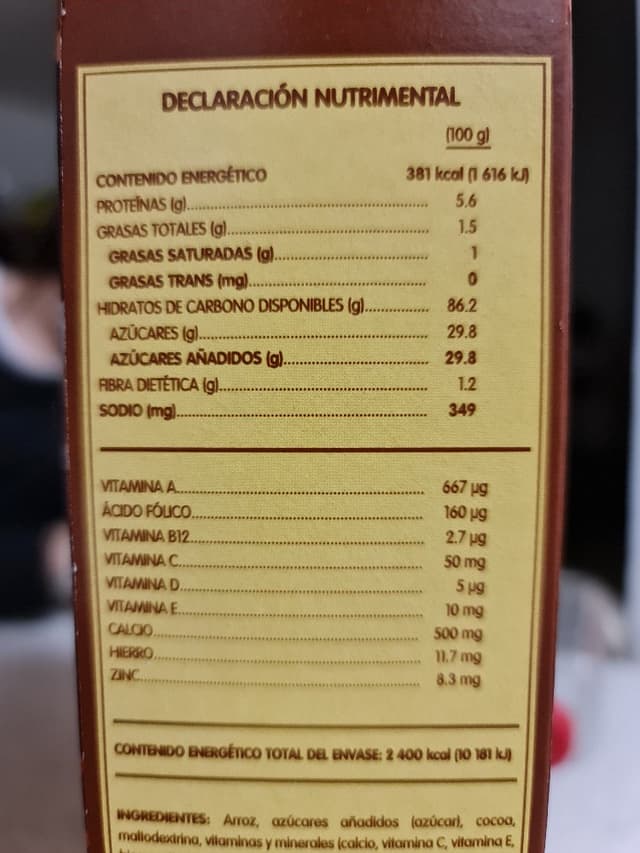 DECLARACIÓN NUTRIMENTAL
(100 g)
CONTENIDO ENERGÉTICO 381 kcal (1 616 kJ)
PROTEÍNAS (g)........ 5.6
GRASAS TOTALES (g)........ 1.5
GRASAS SATURADAS (g)........ 1
GRASAS TRANS (mg)........ 0
HIDRATOS DE CARBONO DISPONIBLES (g)........ 86.2
AZÚCARES (g)........ 29.8
AZÚCARES AÑADIDOS (g)........ 29.8
FIBRA DIETÉTICA (g)........ 1.2
SODIO (mg)........ 349
VITAMINA A........ 667 µg
ÁCIDO FÓLICO........ 160 µg
VITAMINA B12........ 2.7 µg
VITAMINA C........ 50 mg
VITAMINA D........ 5 µg
VITAMINA E........ 10 mg
CALCIO........ 500 mg
HIERRO........ 11.7 mg
ZINC........ 8.3 mg
CONTENIDO ENERGÉTICO TOTAL DEL ENVASE: 2 400 kcal (10 181 kJ)
INGREDIENTES: Arroz, azúcares añadidos (azúcar), cocoa,
maltodextrina, vitaminas y minerales (calcio, vitamina C, vitamina E,